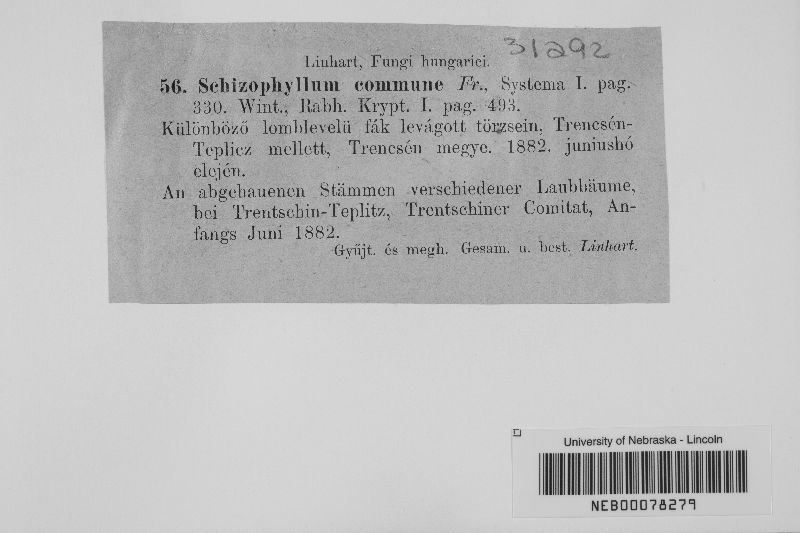 31292
Linhart, Fungi hungarici.
56. Schizophyllum commune Fr., Systema I. pag.
330. Wint., Rabh. Krypt. I. pag. 493.
Különböző lomblevelü fák levágott törzsein, Trencsén-
Teplicz mellett, Trencsén megye. 1882. juniushó
elején.
An abgehauenen Stämmen verschiedener Laubbäume,
bei Trentschin-Teplitz, Trentschiner Comitat, An-
fangs Juni 1882.
Gyűjt. és megh. Gesam. u. best. Linhart.
University of Nebraska - Lincoln
NEB00078279